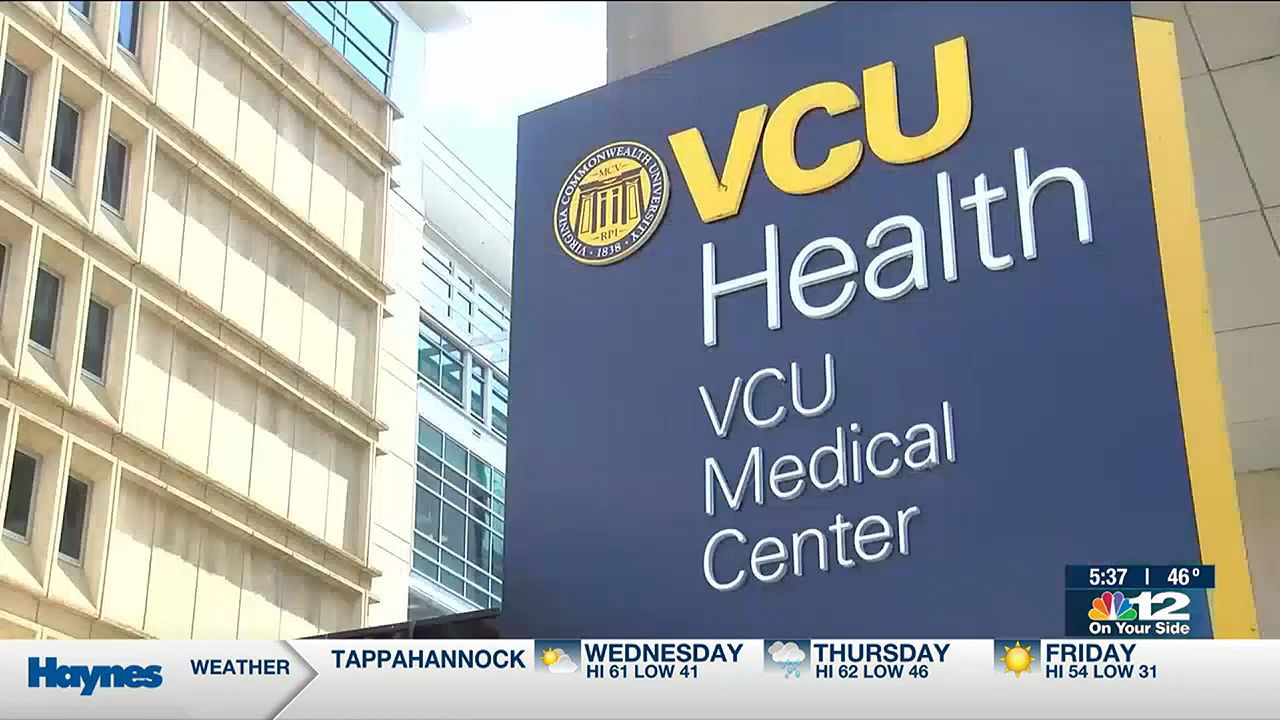 VIRGINIA COMMONWEALTH UNIVERSITY
MCV
RPI
1838
VCU
Health
VCU
Medical
Center
5:37 | 46°
12
On Your Side
Haynes
WEATHER
TAPPAHANNOCK
WEDNESDAY
HI 61 LOW 41
THURSDAY
HI 62 LOW 46
FRIDAY
HI 54 LOW 31